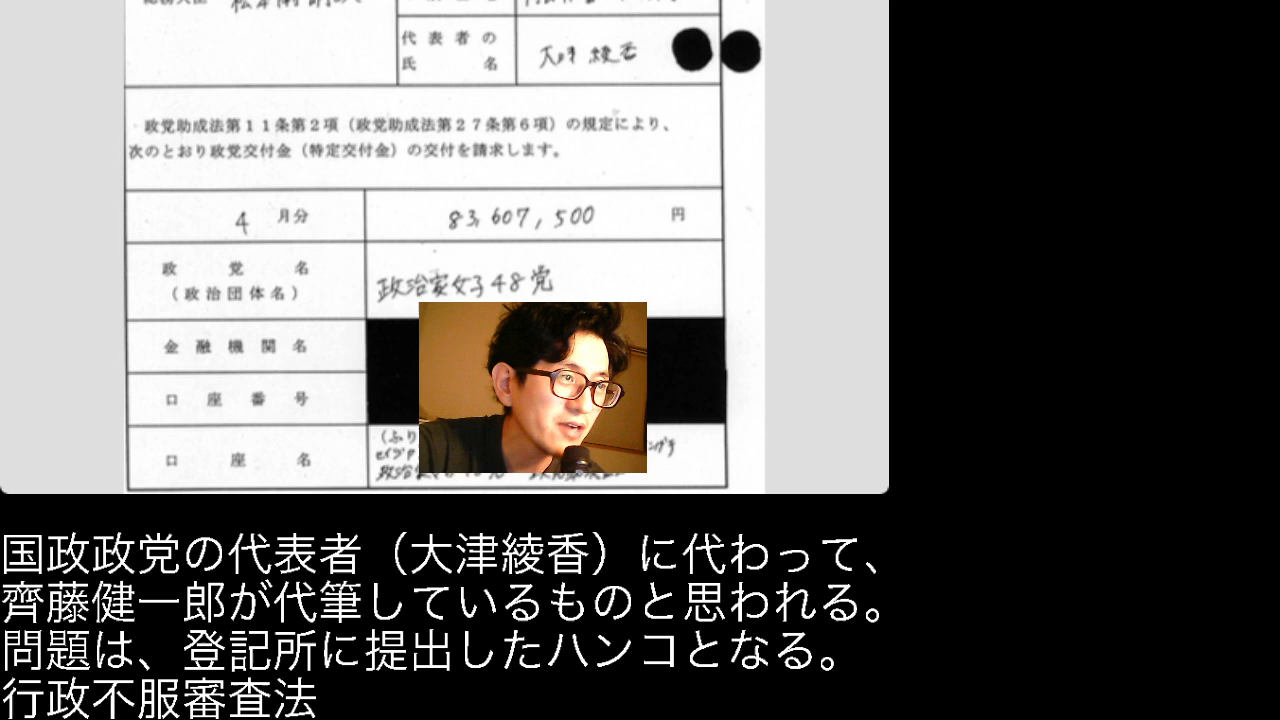 代表者の
氏名
大津綾香
政党助成法第11条第2項(政党助成法第27条第6項)の規定により、
次のとおり政党交付金(特定交付金)の交付を請求します。
4月分
83,607,500円
政党名
(政治団体名)
政治家女子48党
金融機関名
口座番号
口座名
(ふり
国政政党の代表者(大津綾香)に代わって、
齊藤健一郎が代筆しているものと思われる。
問題は、登記所に提出したハンコとなる。
行政不服審査法